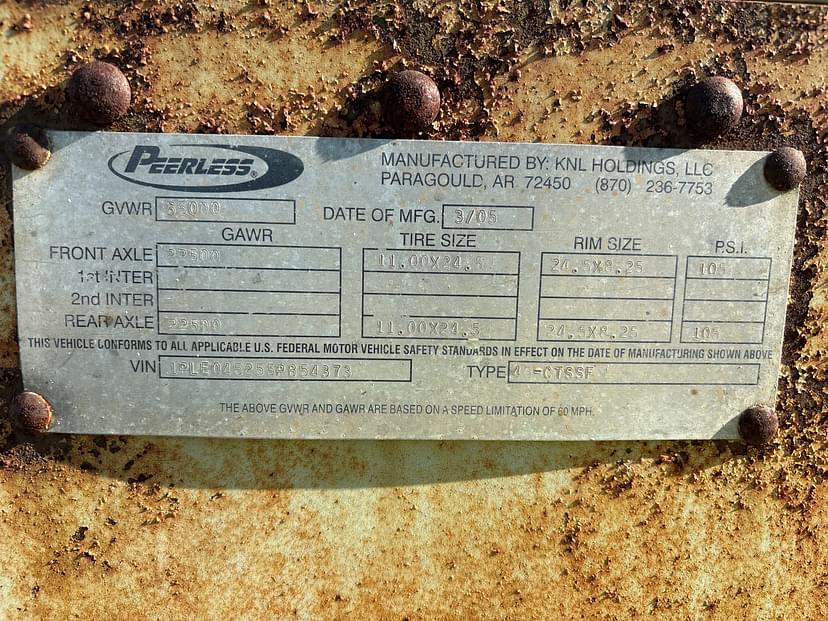 PEERLESS®
MANUFACTURED BY: KNL HOLDINGS, LLC
PARAGOULD, AR 72450 (870) 236-7753
GVWR DATE OF MFG. 3/05
GAWR TIRE SIZE RIM SIZE P.S.I.
FRONT AXLE 22500 11.00X24.5 24.5X8.25 105
1st INTER
2nd INTER
REAR AXLE 22500 11.00X24.5 24.5X8.25 105
THIS VEHICLE CONFORMS TO ALL APPLICABLE U.S. FEDERAL MOTOR VEHICLE SAFETY STANDARDS IN EFFECT ON THE DATE OF MANUFACTURING SHOWN ABOVE
VIN TYPE
THE ABOVE GVWR AND GAWR ARE BASED ON A SPEED LIMITATION OF 60 MPH.